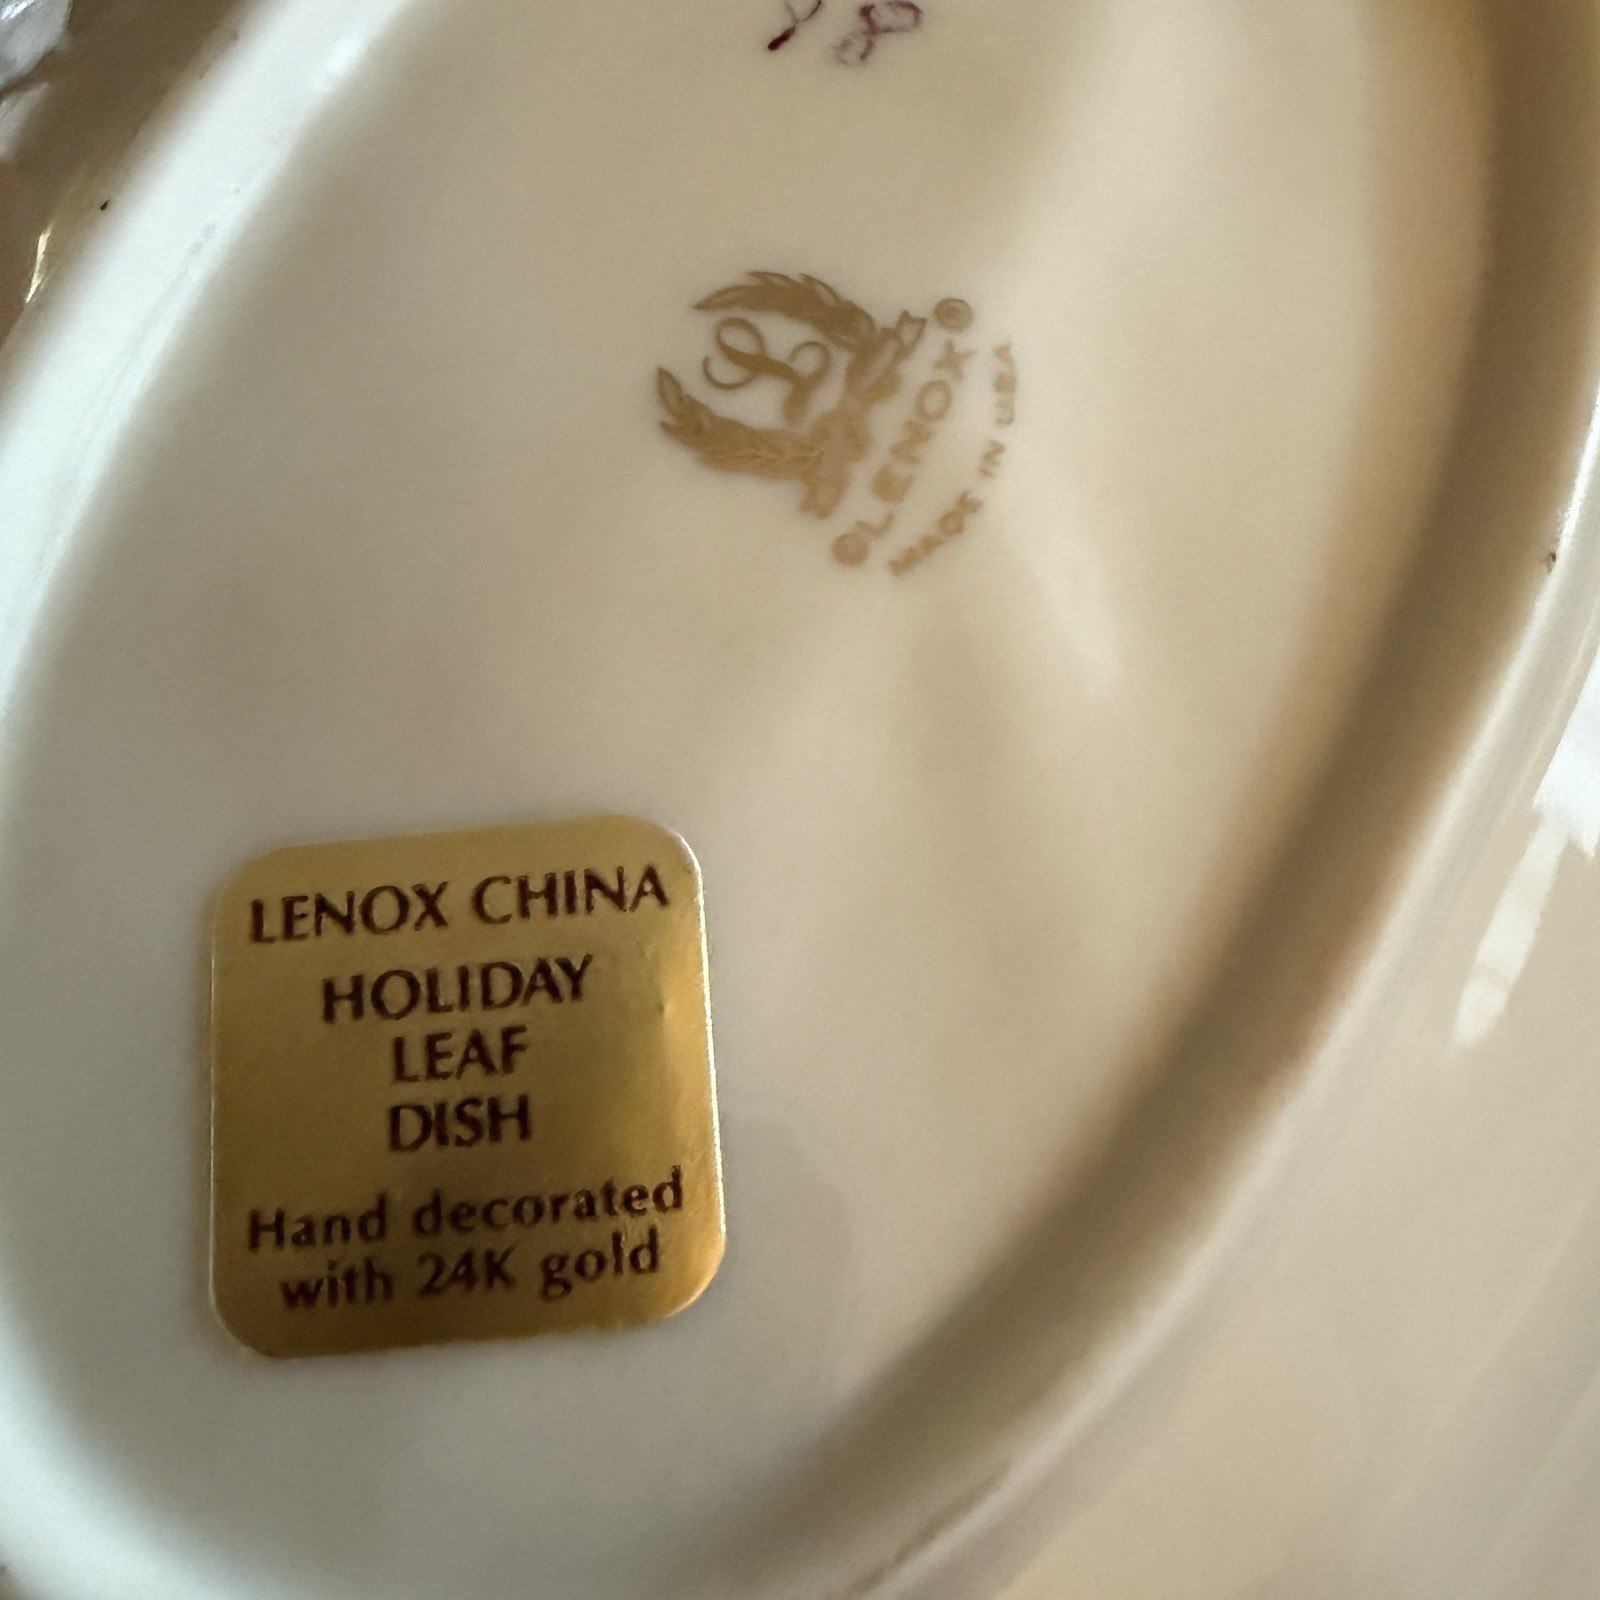 L
® LENOX ®
MADE IN USA
LENOX CHINA
HOLIDAY
LEAF
DISH
Hand decorated
with 24K gold